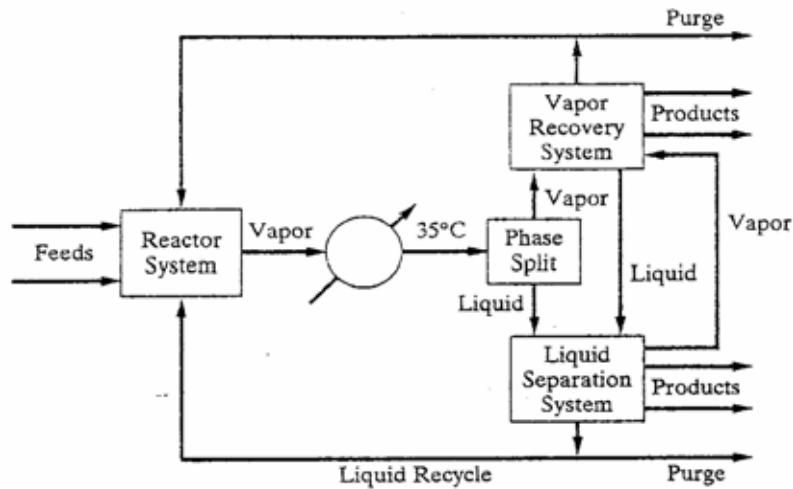 Purge
Vapor
Recovery
System
Products
Vapor
Vapor
Feeds
Reactor
System
Vapor
35°C
Phase
Split
Liquid
Liquid
Liquid
Separation
System
Products
Liquid Recycle
Purge